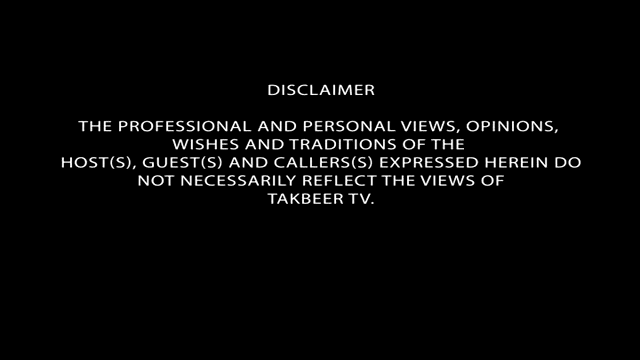 DISCLAIMER
THE PROFESSIONAL AND PERSONAL VIEWS, OPINIONS,
WISHES AND TRADITIONS OF THE
HOST(S), GUEST(S) AND CALLERS(S) EXPRESSED HEREIN DO
NOT NECESSARILY REFLECT THE VIEWS OF
TAKBEER TV.